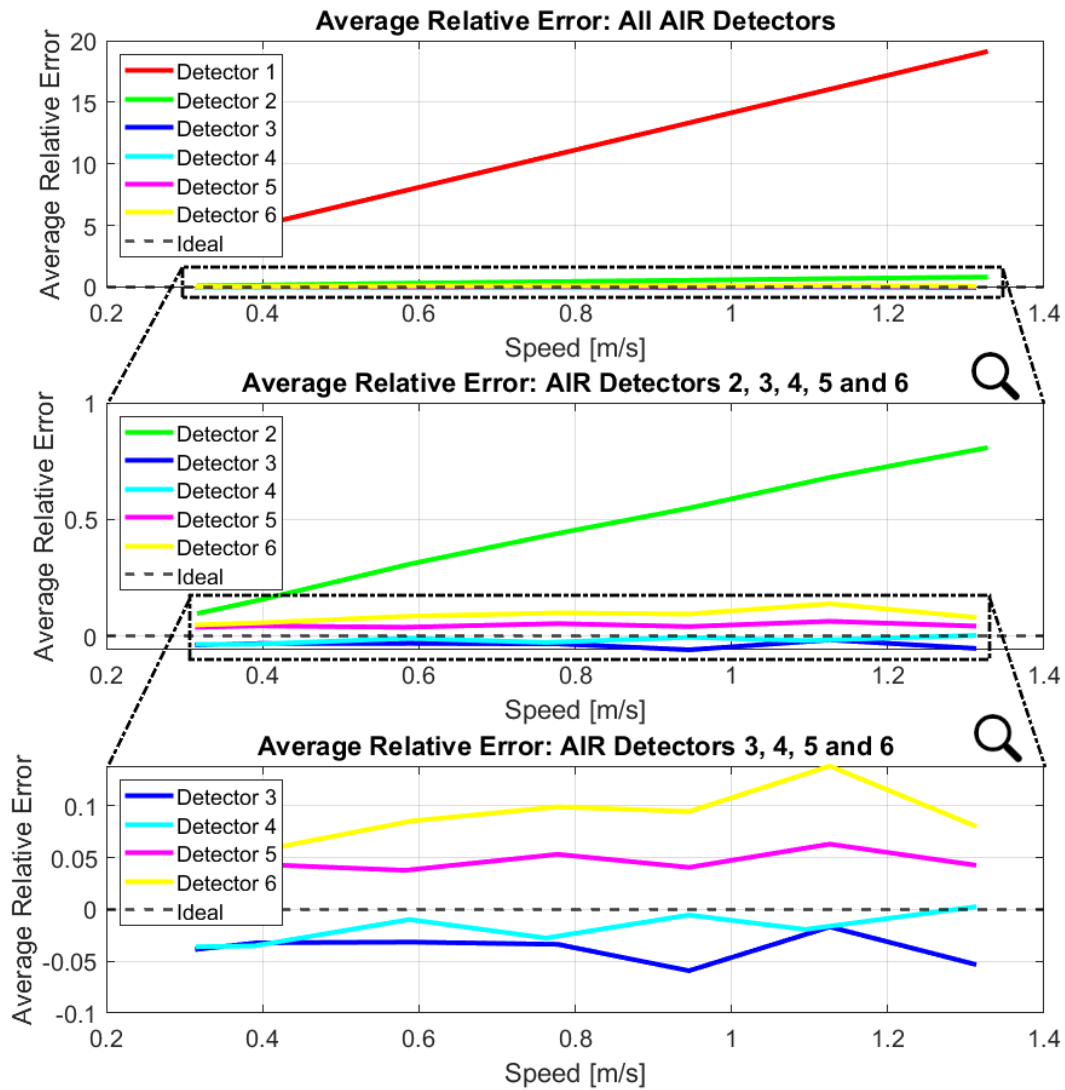 Average Relative Error: All AIR Detectors
20
15
10
5
0
Average Relative Error
Detector 1
Detector 2
Detector 3
Detector 4
Detector 5
Detector 6
Ideal
0.2 0.4 0.6 0.8 1 1.2 1.4
Speed [m/s]
Average Relative Error: AIR Detectors 2, 3, 4, 5 and 6
1
0.5
0
Average Relative Error
Detector 2
Detector 3
Detector 4
Detector 5
Detector 6
Ideal
0.2 0.4 0.6 0.8 1 1.2 1.4
Speed [m/s]
Average Relative Error: AIR Detectors 3, 4, 5 and 6
0.1
0.05
0
-0.05
-0.1
Average Relative Error
Detector 3
Detector 4
Detector 5
Detector 6
Ideal
0.2 0.4 0.6 0.8 1 1.2 1.4
Speed [m/s]